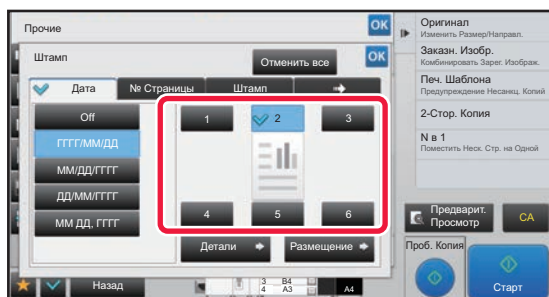 Прочие
OK
Штамп
Отменить все
OK
Дата
№ Страницы
Штамп
Off
ГГГГ/ММ/ДД
ММ/ДД/ГГГГ
ДД/ММ/ГГГГ
ММ ДД, ГГГГ
1
2
3
4
5
6
Детали
Размещение
Назад
3 B4
4 A3
A4
Оригинал
Изменить Размер/Направл.
Заказн. Изобр.
Комбинировать Зарег. Изображ.
Печ. Шаблона
Предупреждение Несанкц. Копий
2-Стор. Копия
N в 1
Поместить Неск. Стр. на Одной
Предварит.
Просмотр
CA
Проб. Копия
Старт